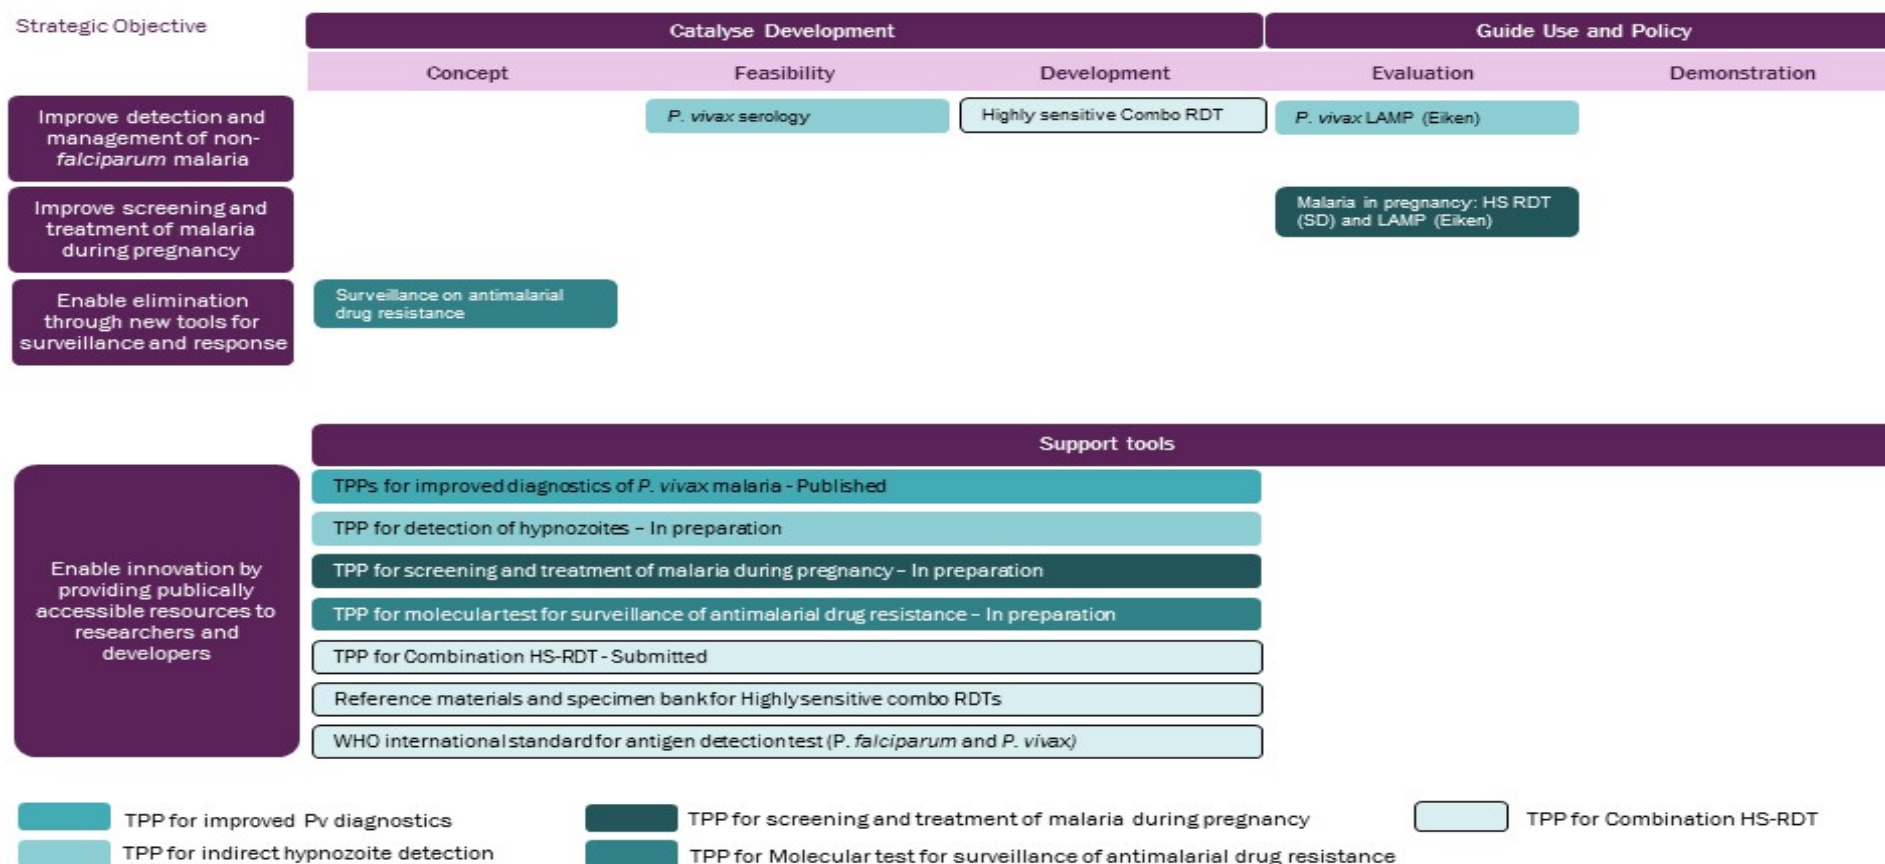 Strategic Objective
Catalyse Development
Guide Use and Policy
Concept
Feasibility
Development
Evaluation
Demonstration
Improve detection and
management of non-
falciparum malaria
P. vivax serology
Highly sensitive Combo RDT
P. vivax LAMP (Eiken)
Improve screening and
treatment of malaria
during pregnancy
Malaria in pregnancy: HS RDT
(SD) and LAMP (Eiken)
Enable elimination
through new tools for
surveillance and response
Surveillance on antimalarial
drug resistance
Support tools
Enable innovation by
providing publically
accessible resources to
researchers and
developers
TPPs for improved diagnostics of P. vivax malaria - Published
TPP for detection of hypnozoites – In preparation
TPP for screening and treatment of malaria during pregnancy – In preparation
TPP for molecular test for surveillance of antimalarial drug resistance – In preparation
TPP for Combination HS-RDT - Submitted
Reference materials and specimen bank for Highly sensitive combo RDTs
WHO international standard for antigen detection test (P. falciparum and P. vivax)
TPP for improved Pv diagnostics
TPP for screening and treatment of malaria during pregnancy
TPP for Combination HS-RDT
TPP for indirect hypnozoite detection
TPP for Molecular test for surveillance of antimalarial drug resistance